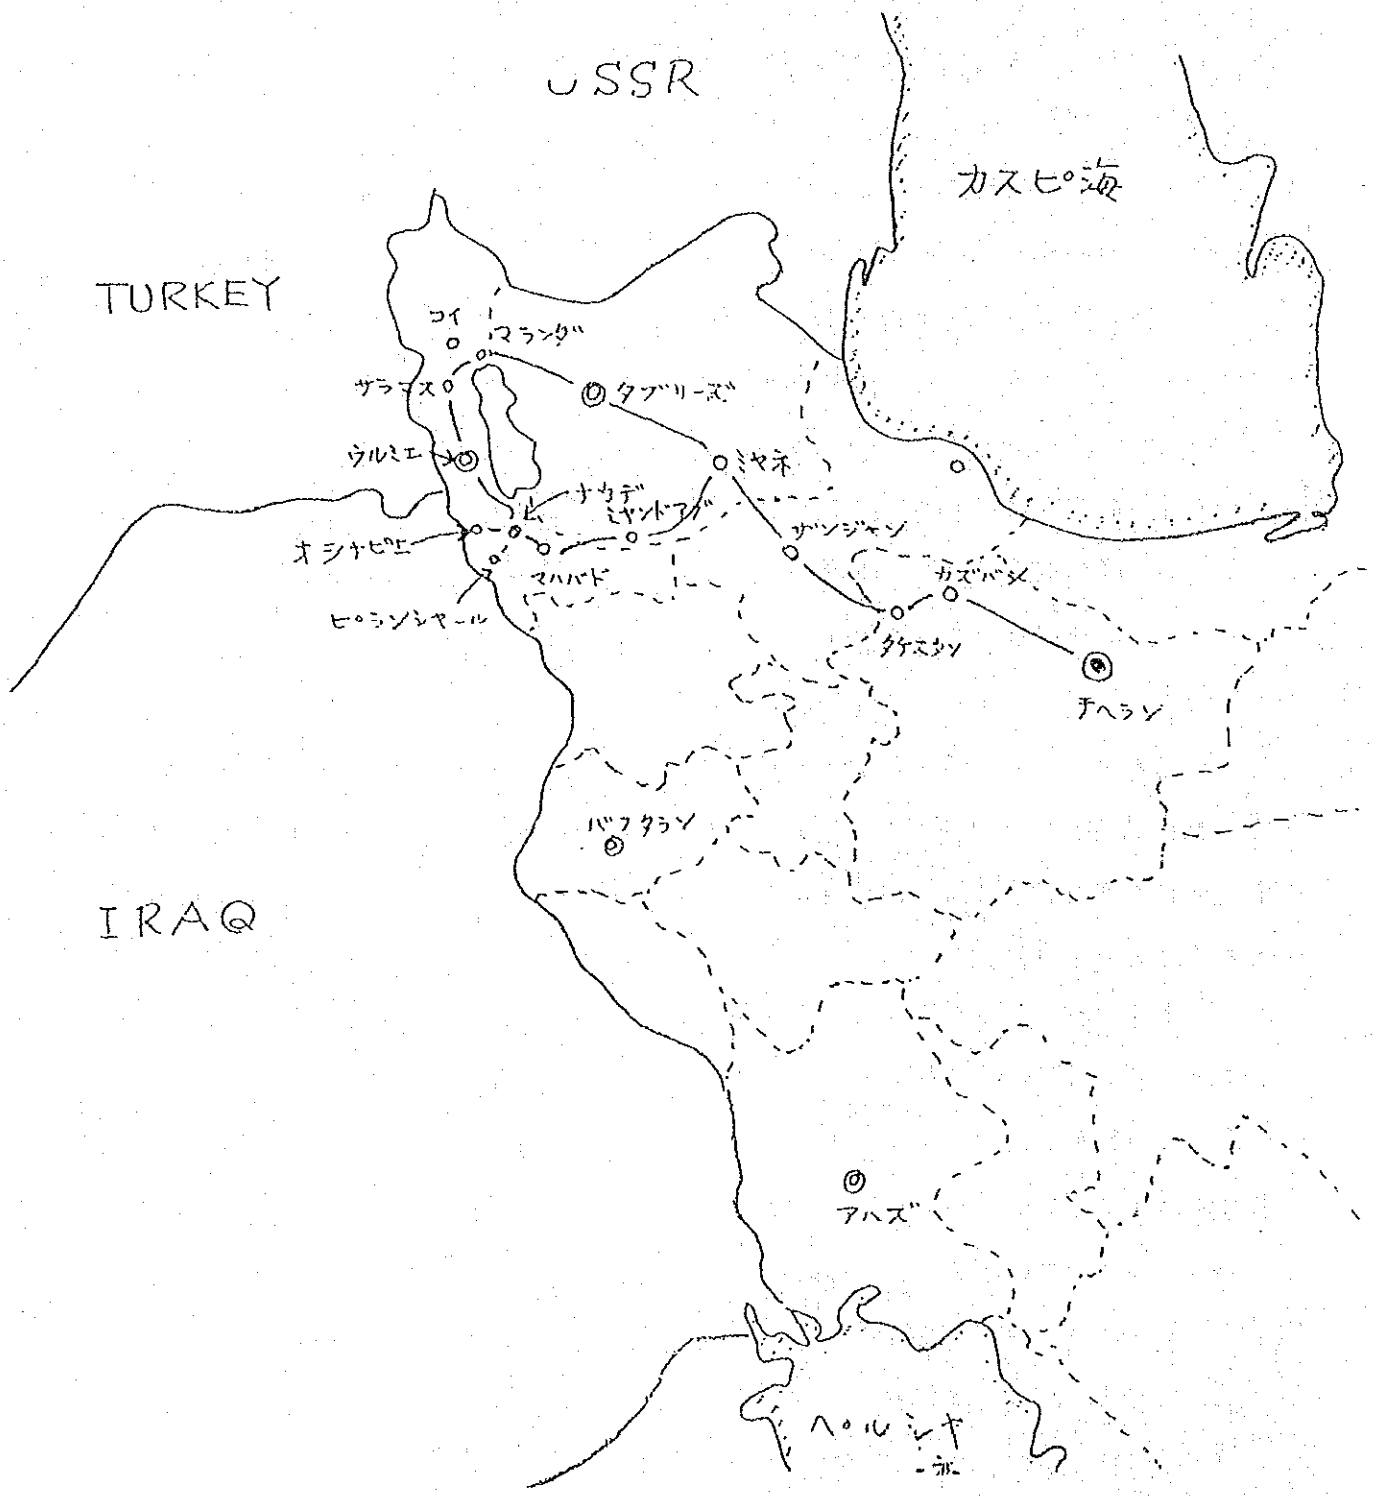 USSR
カスピ海
TURKEY
コイ
マランダ
サラマス
タブリーズ
ウルミエ
ミヤネ
ナカデ
ミヤンドアブ
オシナビエ
マハバド
ザンジャン
カズバン
ピランシャール
タケスタン
テヘラン
バフタラン
IRAQ
アハズ
ペルシャ